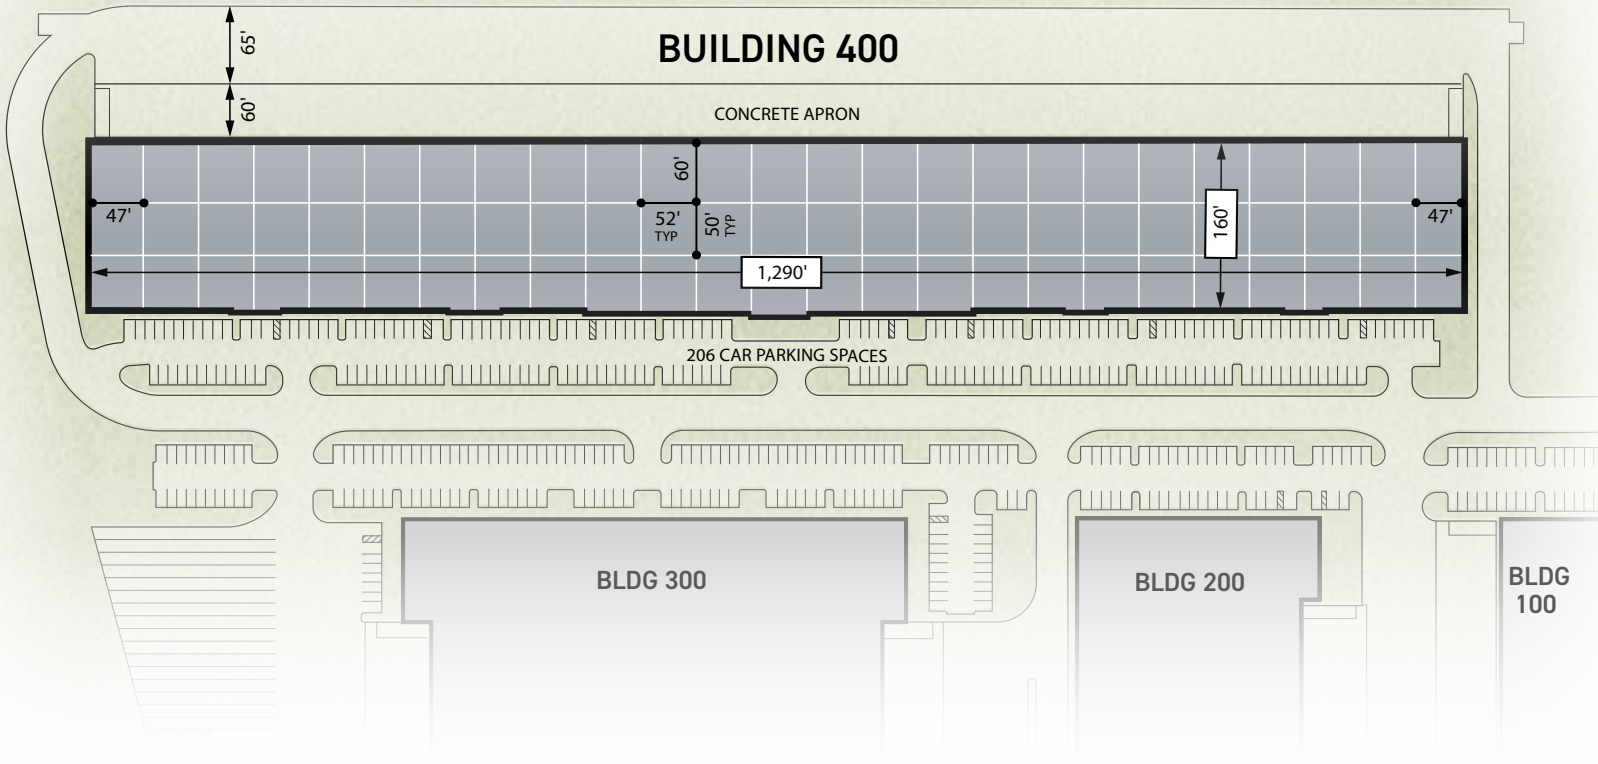 65'
BUILDING 400
60'
CONCRETE APRON
60'
47'
52'
TYP
50'
TYP
160'
47'
1,290'
206 CAR PARKING SPACES
BLDG 300
BLDG 200
BLDG
100